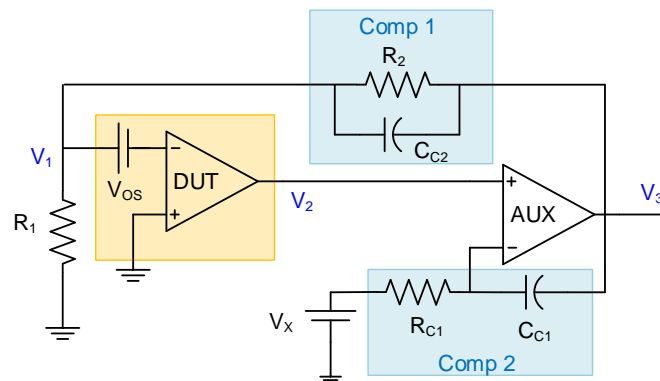 Comp 1
R2
CC2
V1
VOS
−
+
DUT
V2
R1
+
−
AUX
V3
VX
RC1
CC1
Comp 2